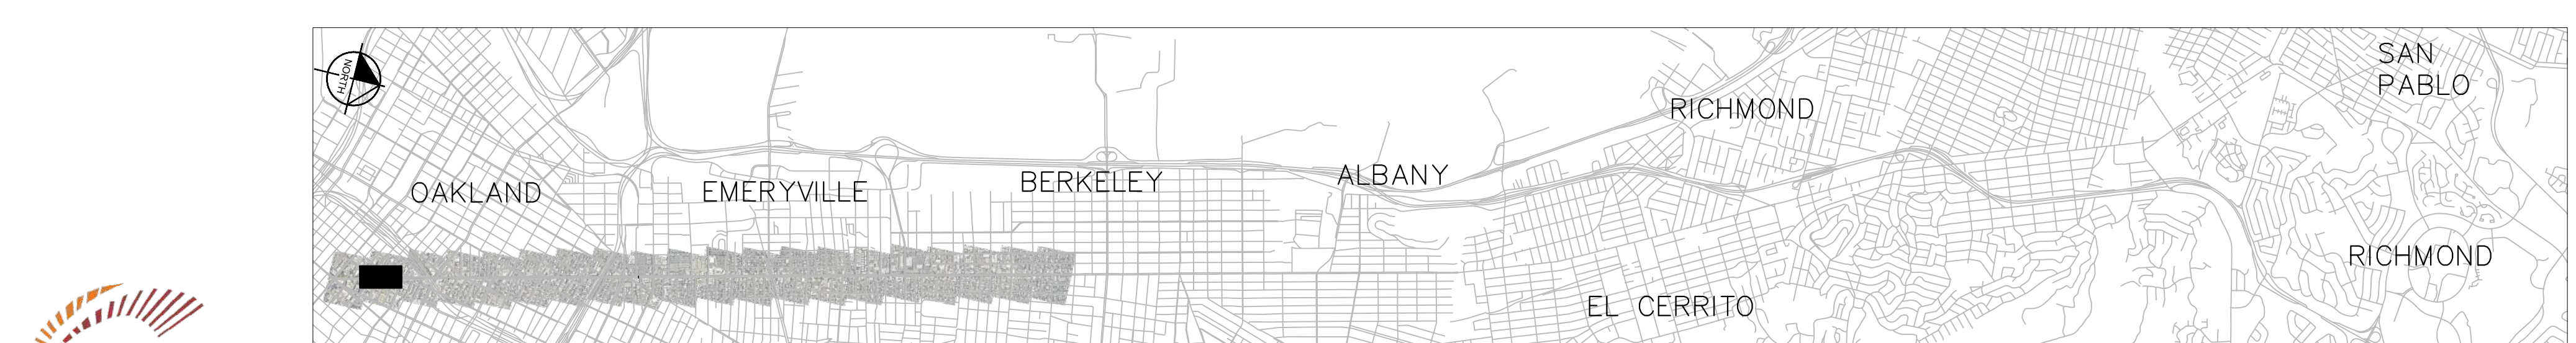 NORTH
OAKLAND
EMERYVILLE
BERKELEY
ALBANY
RICHMOND
EL CERRITO
SAN
PABLO
RICHMOND